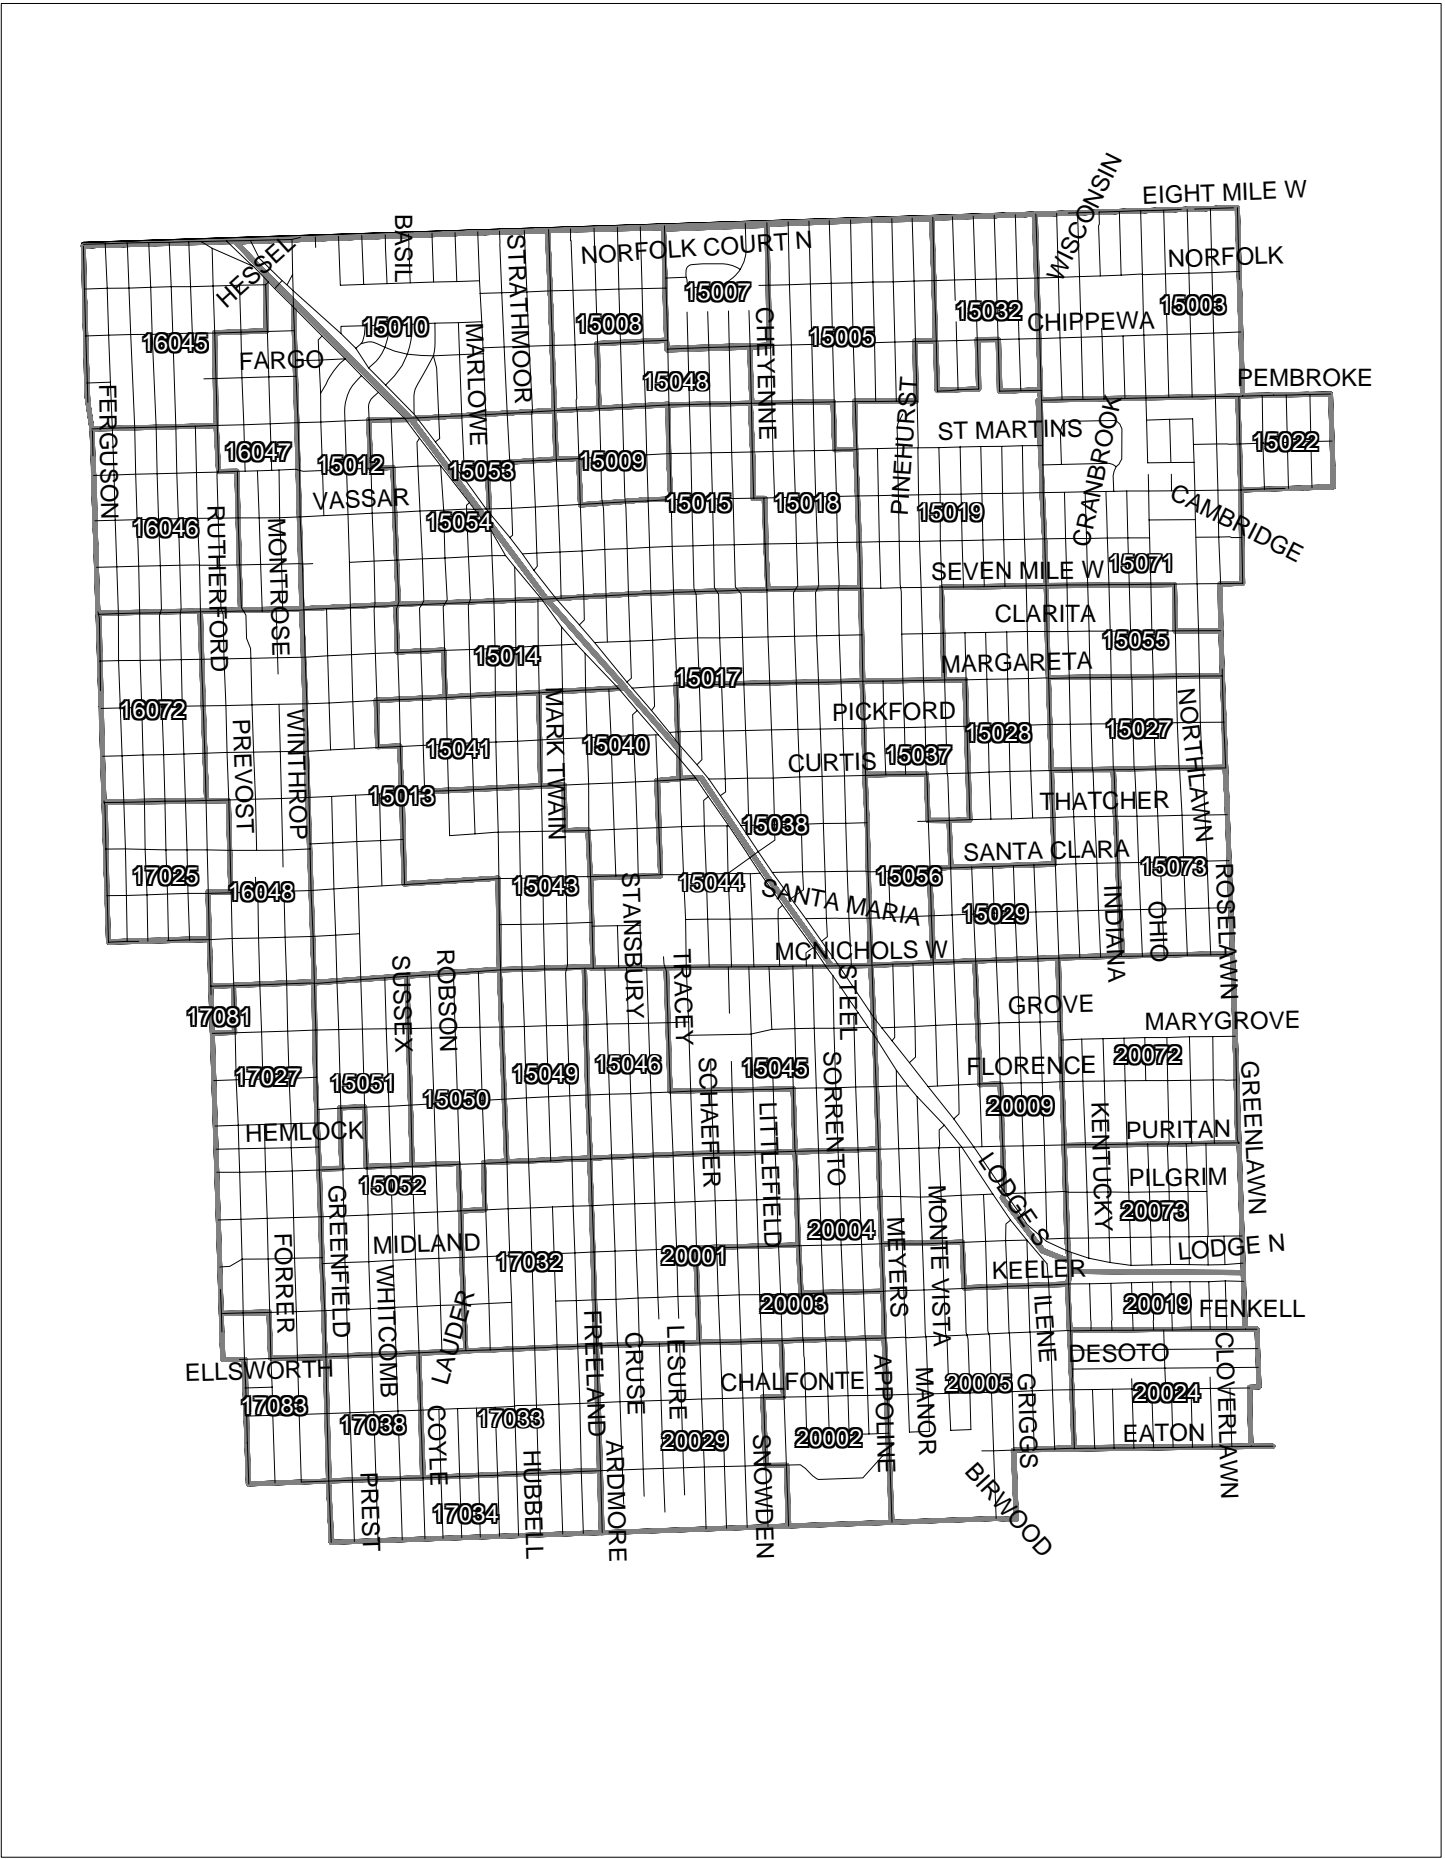 EIGHT MILE W
WISCONSIN
BASIL
STRATHMOOR
NORFOLK COURT N
NORFOLK
HESSEL
15007
15003
15032
CHEYENNE
15008
CHIPPEWA
15010
MARLOWE
15005
16045
FARGO
15048
PEMBROKE
PINEHURST
FERGUSON
CRANBROOK
ST MARTINS
15022
16047
15012
15053
15009
VASSAR
CAMBRIDGE
15015
15018
15019
15054
16046
RUTHERFORD
MONTROSE
SEVEN MILE W
15071
CLARITA
15055
15014
MARGARETA
15017
16072
MARK TWAIN
PICKFORD
NORTHLAWN
PREVOST
WINTHROP
15041
15040
15028
15027
CURTIS
15037
15013
THATCHER
15038
SANTA CLARA
15073
17025
16048
15043
STANSBURY
15044
SANTA MARIA
15056
15029
INDIANA
OHIO
ROSELAWN
MCNICHOLS W
SUSSEX
ROBSON
TRACEY
STEEL
GROVE
17081
MARYGROVE
20072
17027
15051
15049
15046
SCHAEFER
15045
SORRENTO
FLORENCE
GREENLAWN
15050
20009
LITTLEFIELD
KENTUCKY
HEMLOCK
PURITAN
15052
LODGE S
PILGRIM
GREENFIELD
MONTE VISTA
20073
FORRER
MIDLAND
20004
MEYERS
LODGE N
17032
20001
WHITCOMB
KEELER
LAUDER
20003
ILENE
20019
FENKELL
FREELAND
CRUSE
LESURE
ELLSWORTH
DESOTO
CLOVERLAWN
CHALFONTE
APPOLINE
MANOR
20005
GRIGGS
20024
17083
17038
COYLE
17033
20029
SNOWDEN
20002
EATON
HUBBELL
ARDMORE
PREST
17034
BIRWOOD